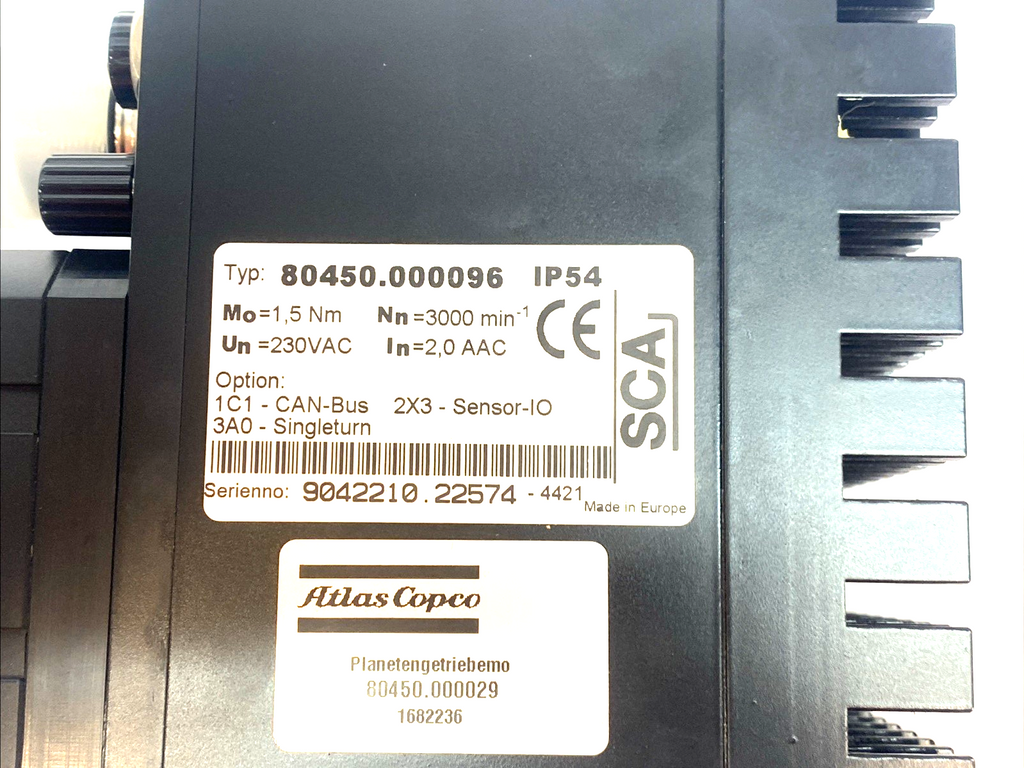 Typ: 80450.000096 IP54
Mo=1,5 Nm Nn=3000 min-1
Un =230VAC In=2,0 AAC
CE
SCA
Option:
1C1 - CAN-Bus 2X3 - Sensor-IO
3A0 - Singleturn
Serienno: 9042210.22574 - 4421
Made in Europe
Atlas Copco
Planetengetriebemo
80450.000029
1682236